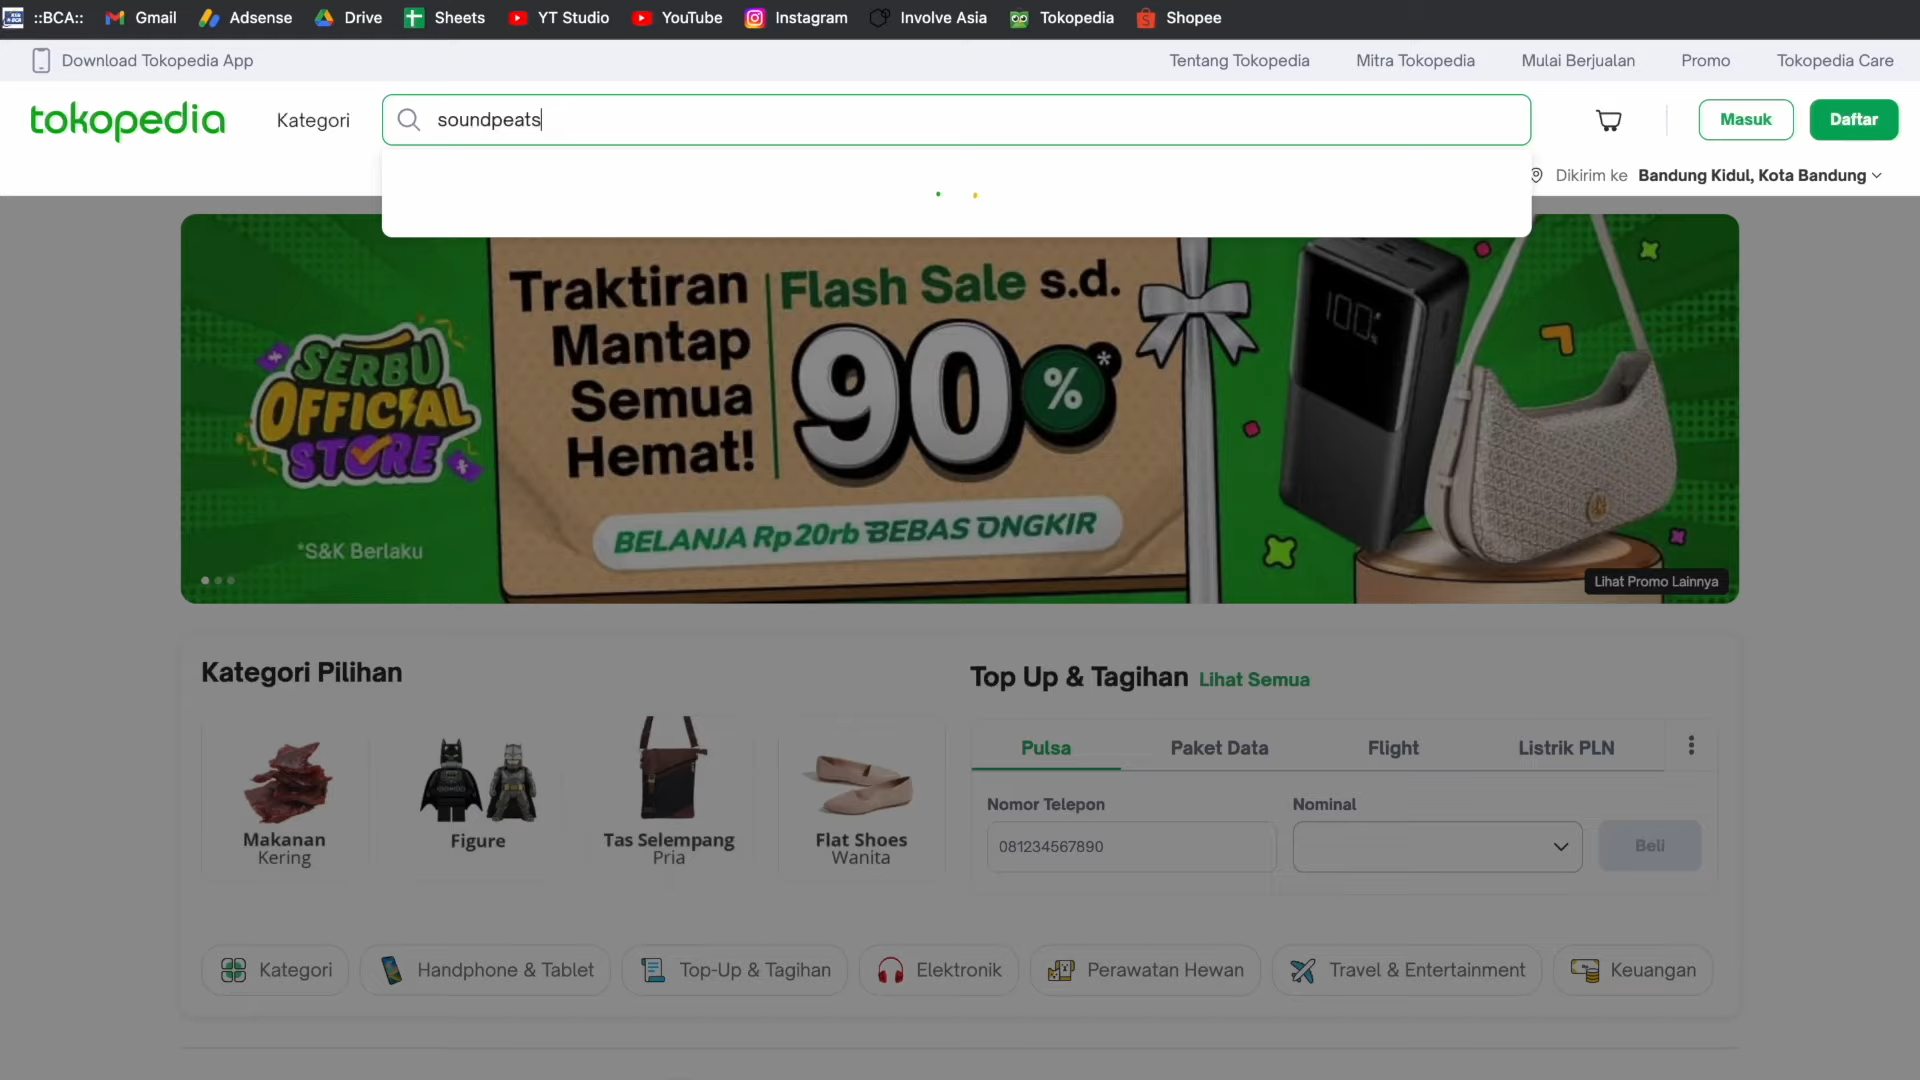 ::BCA::
Gmail
Adsense
Drive
Sheets
YT Studio
YouTube
Instagram
Involve Asia
Tokopedia
Shopee
Download Tokopedia App
Tentang Tokopedia
Mitra Tokopedia
Mulai Berjualan
Promo
Tokopedia Care
tokopedia
Kategori
soundpeats
Masuk
Daftar
Dikirim ke Bandung Kidul, Kota Bandung
SERBU
OFFICIAL
STORE
*S&K Berlaku
Traktiran
Mantap
Semua
Hemat!
Flash Sale s.d.
90%*
BELANJA Rp20rb BEBAS ONGKIR
100%
Lihat Promo Lainnya
Kategori Pilihan
Makanan
Kering
Figure
Tas Selempang
Pria
Flat Shoes
Wanita
Top Up & Tagihan Lihat Semua
Pulsa
Paket Data
Flight
Listrik PLN
Nomor Telepon
Nominal
081234567890
Beli
Kategori
Handphone & Tablet
Top-Up & Tagihan
Elektronik
Perawatan Hewan
Travel & Entertainment
Keuangan